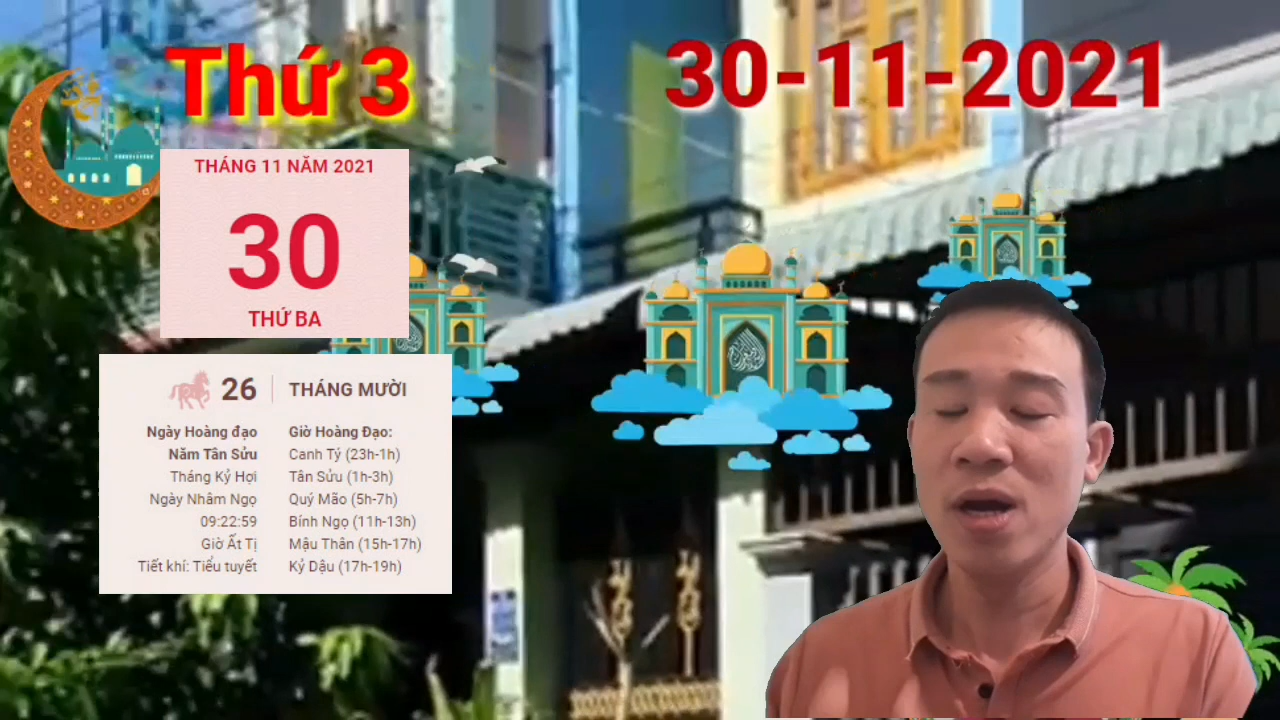 Thứ 3
30-11-2021
THÁNG 11 NĂM 2021
30
THỨ BA
26 THÁNG MƯỜI
Ngày Hoàng đạo
Năm Tân Sửu
Tháng Kỷ Hợi
Ngày Nhâm Ngọ
09:22:59
Giờ Ất Tị
Tiết khí: Tiểu tuyết
Giờ Hoàng Đạo:
Canh Tý (23h-1h)
Tân Sửu (1h-3h)
Quý Mão (5h-7h)
Bính Ngọ (11h-13h)
Mậu Thân (15h-17h)
Kỷ Dậu (17h-19h)